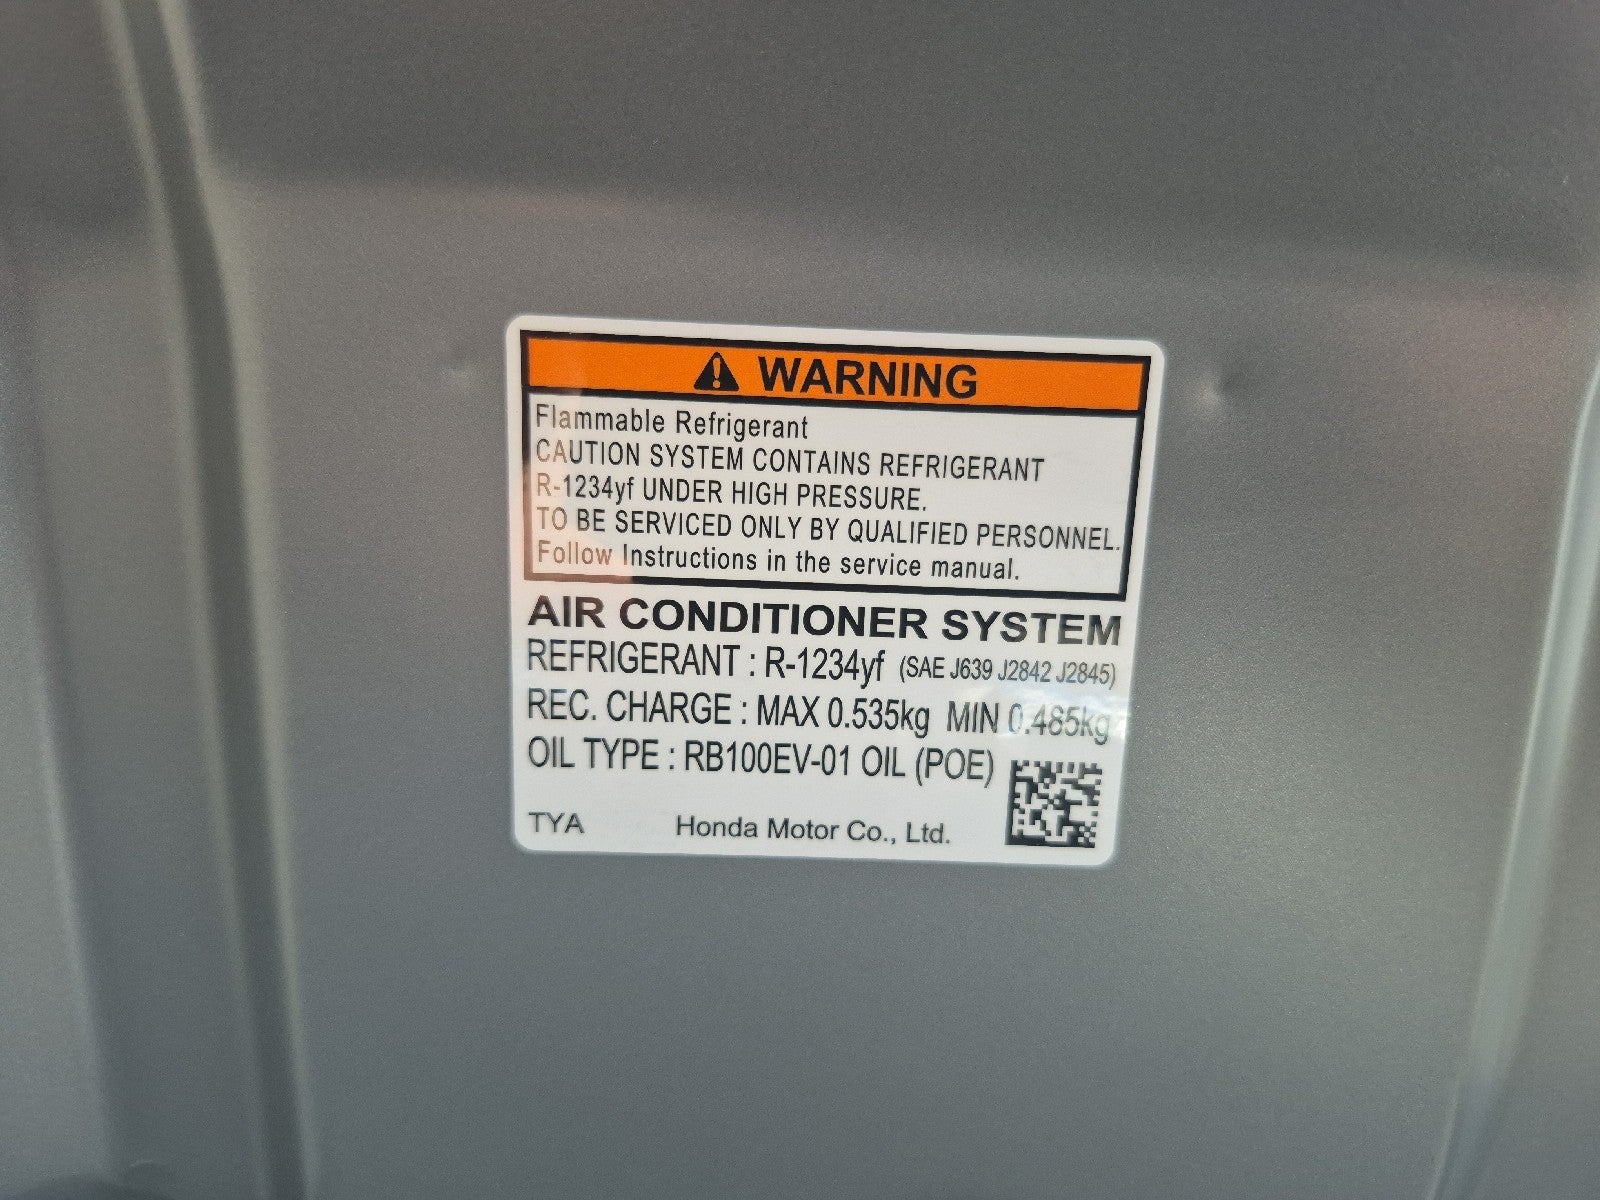 WARNING
Flammable Refrigerant
CAUTION SYSTEM CONTAINS REFRIGERANT
R-1234yf UNDER HIGH PRESSURE.
TO BE SERVICED ONLY BY QUALIFIED PERSONNEL.
Follow Instructions in the service manual.
AIR CONDITIONER SYSTEM
REFRIGERANT : R-1234yf (SAE J639 J2842 J2845)
REC. CHARGE : MAX 0.535kg MIN 0.485kg
OIL TYPE : RB100EV-01 OIL (POE)
TYA Honda Motor Co., Ltd.